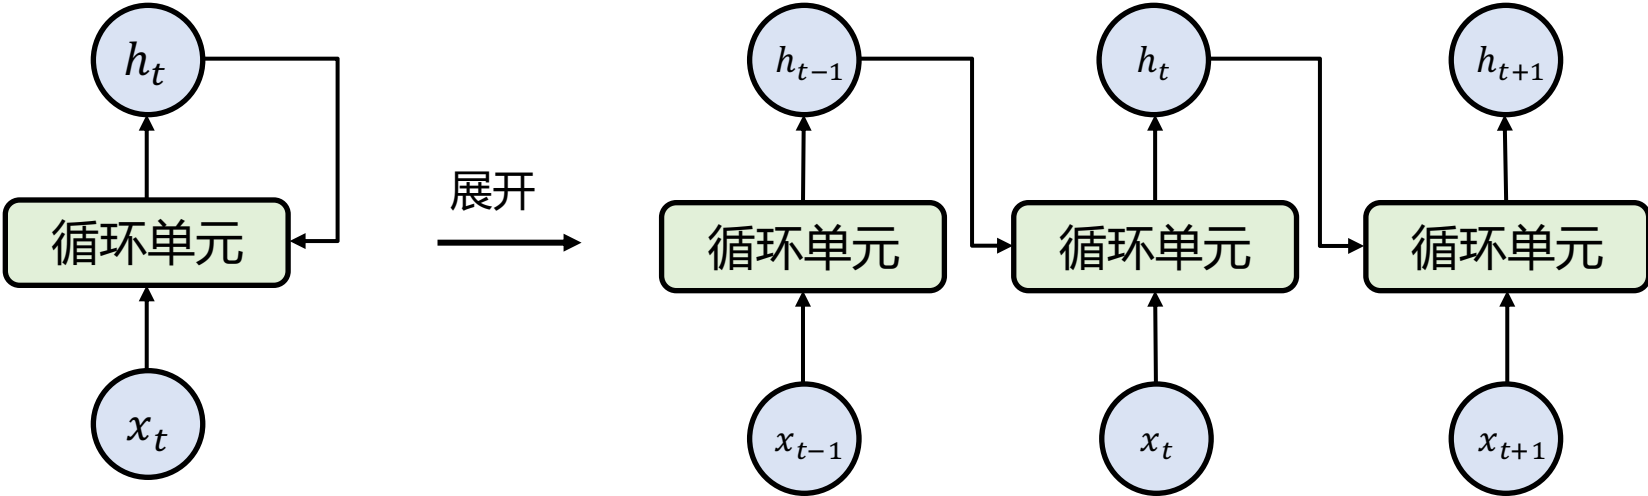 h_t
循环单元
x_t
展开
h_{t-1}
h_t
h_{t+1}
循环单元
循环单元
循环单元
x_{t-1}
x_t
x_{t+1}